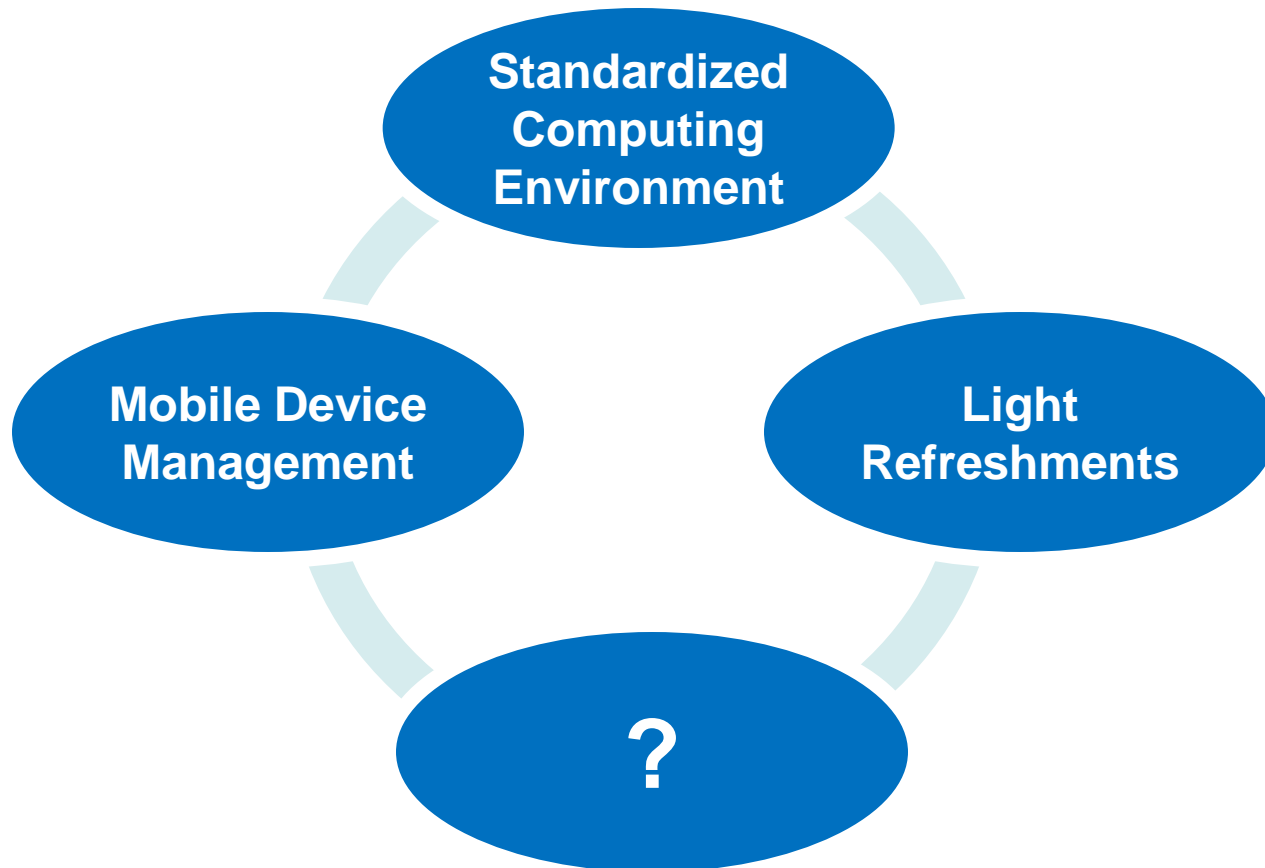 Standardized
Computing
Environment
Mobile Device
Management
Light
Refreshments
?